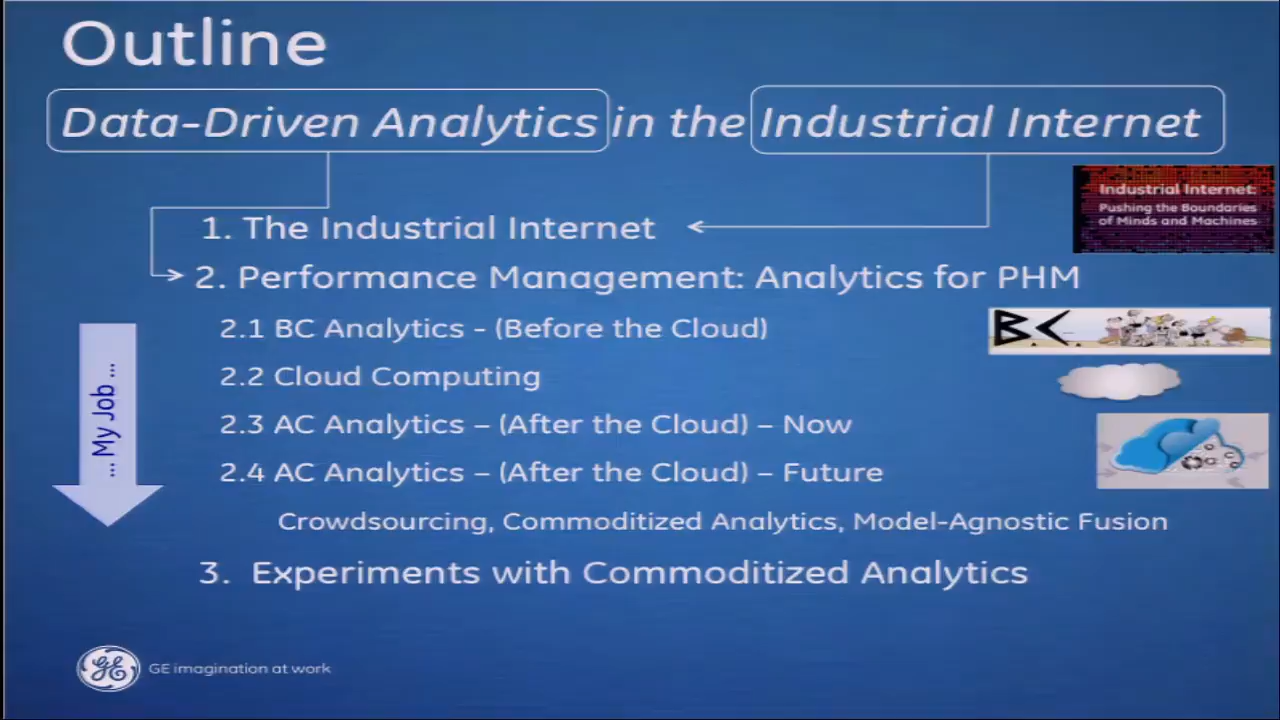 Outline
Data-Driven Analytics in the Industrial Internet
Industrial Internet:
Pushing the Boundaries
of Minds and Machines
1. The Industrial Internet
2. Performance Management: Analytics for PHM
2.1 BC Analytics - (Before the Cloud)
B.C.
2.2 Cloud Computing
... My Job ...
2.3 AC Analytics – (After the Cloud) – Now
2.4 AC Analytics – (After the Cloud) – Future
Crowdsourcing, Commoditized Analytics, Model-Agnostic Fusion
3. Experiments with Commoditized Analytics
GE GE imagination at work